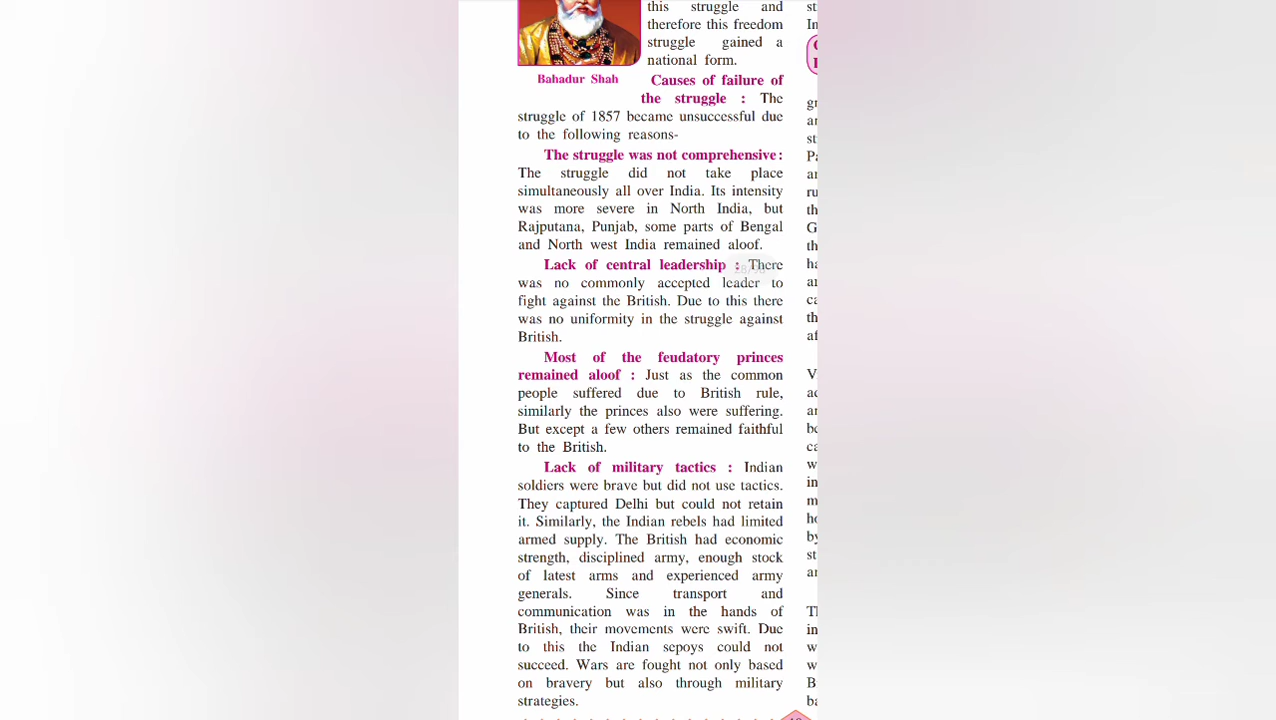 this struggle and
therefore this freedom
struggle gained a
national form.
Bahadur Shah
Causes of failure of
the struggle : The
struggle of 1857 became unsuccessful due
to the following reasons-
The struggle was not comprehensive :
The struggle did not take place
simultaneously all over India. Its intensity
was more severe in North India, but
Rajputana, Punjab, some parts of Bengal
and North west India remained aloof.
Lack of central leadership : There
was no commonly accepted leader to
fight against the British. Due to this there
was no uniformity in the struggle against
British.
Most of the feudatory princes
remained aloof : Just as the common
people suffered due to British rule,
similarly the princes also were suffering.
But except a few others remained faithful
to the British.
Lack of military tactics : Indian
soldiers were brave but did not use tactics.
They captured Delhi but could not retain
it. Similarly, the Indian rebels had limited
armed supply. The British had economic
strength, disciplined army, enough stock
of latest arms and experienced army
generals. Since transport and
communication was in the hands of
British, their movements were swift. Due
to this the Indian sepoys could not
succeed. Wars are fought not only based
on bravery but also through military
strategies.